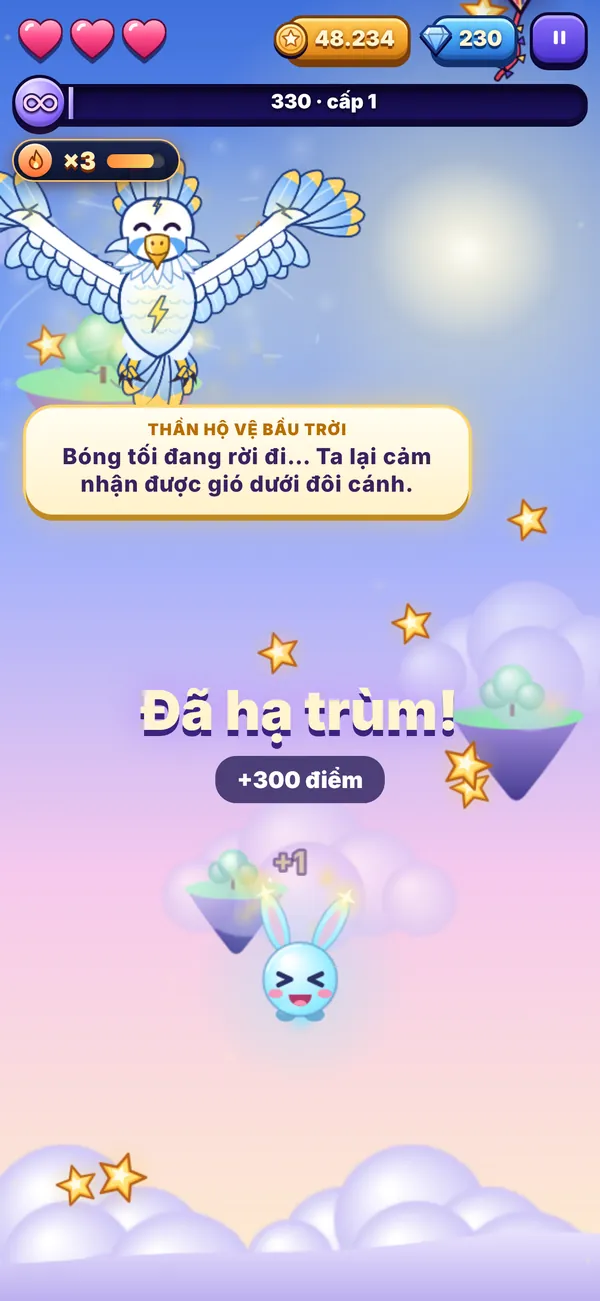 48.234
230
330 · cấp 1
×3
THẦN HỘ VỆ BẦU TRỜI
Bóng tối đang rời đi... Ta lại cảm
nhận được gió dưới đôi cánh.
Đã hạ trùm!
+300 điểm
+1